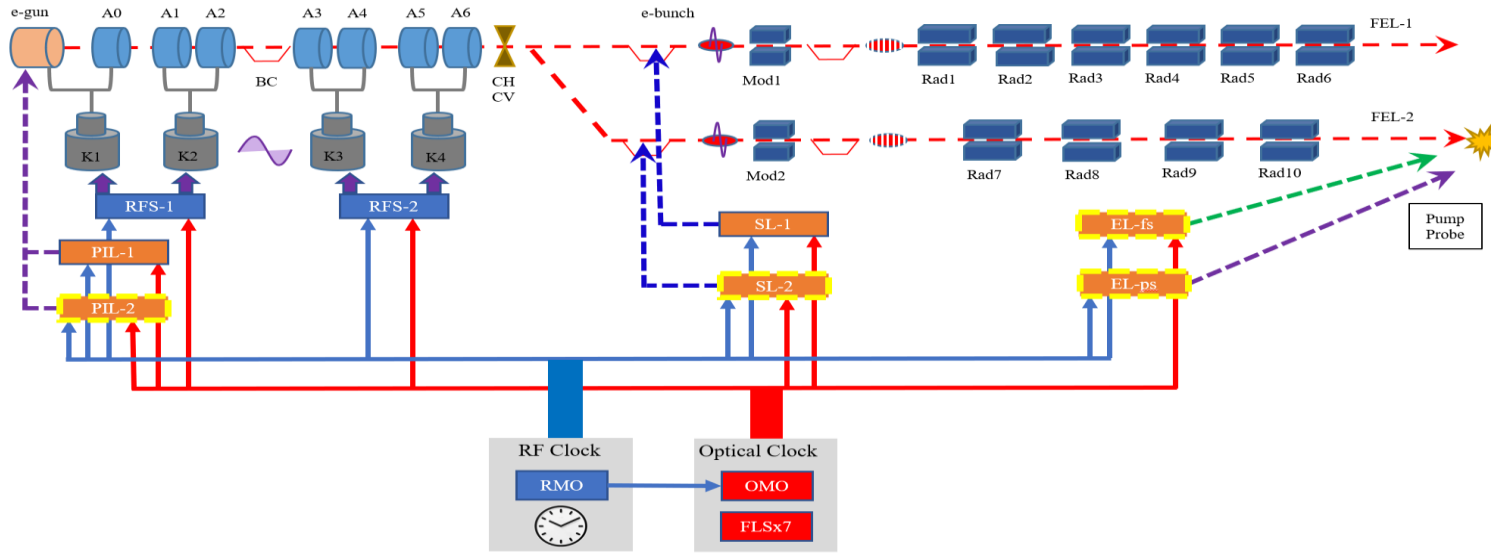 e-gun A0 A1 A2 A3 A4 A5 A6 e-bunch FEL-1
BC CH
CV
Mod1 Rad1 Rad2 Rad3 Rad4 Rad5 Rad6
FEL-2
K1 K2 K3 K4
Mod2 Rad7 Rad8 Rad9 Rad10
RFS-1 RFS-2
SL-1 EL-fs
Pump
Probe
PIL-1
SL-2 EL-ps
PIL-2
RF Clock Optical Clock
RMO OMO
FLSx7